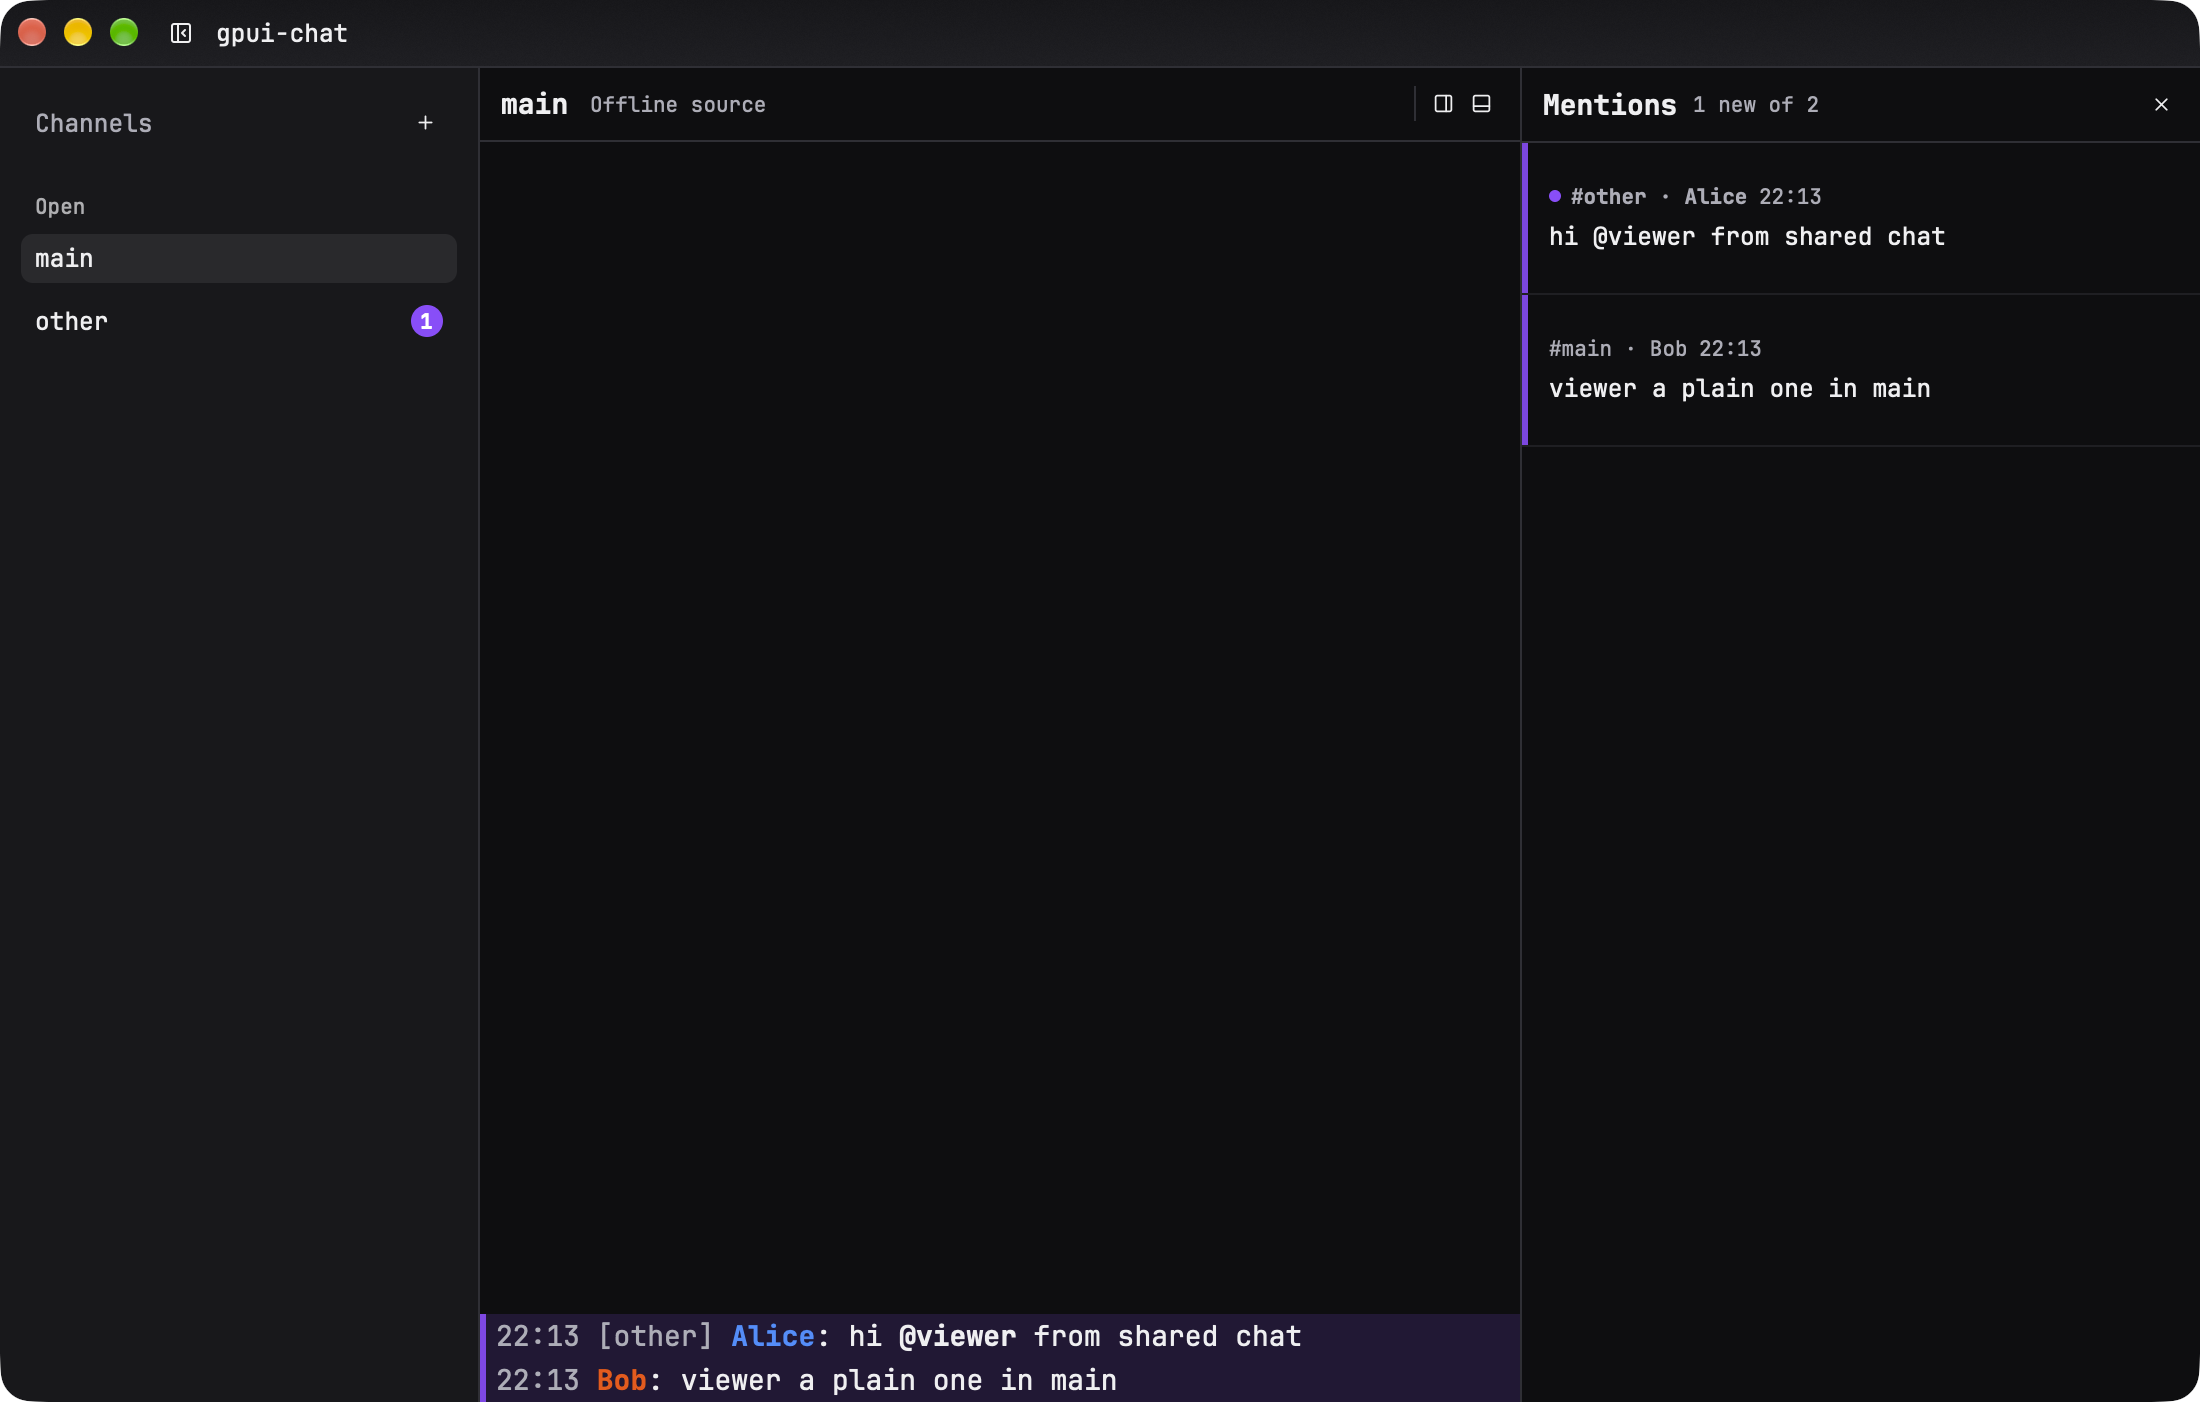 gpui-chat
Channels
Open
main
other 1
main Offline source
22:13 [other] Alice: hi @viewer from shared chat
22:13 Bob: viewer a plain one in main
Mentions 1 new of 2
#other · Alice 22:13
hi @viewer from shared chat
#main · Bob 22:13
viewer a plain one in main